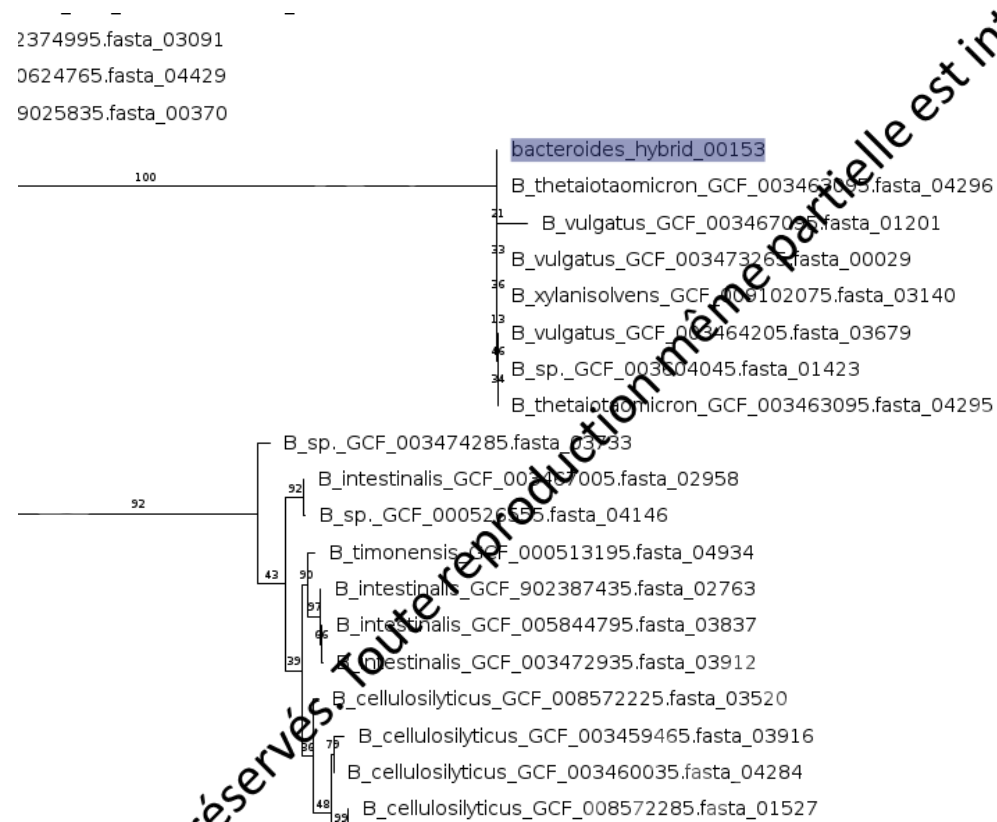 2374995.fasta_03091
0624765.fasta_04429
9025835.fasta_00370
bacteroides_hybrid_00153
100
B_thetaiotaomicron_GCF_003463095.fasta_04296
21
B_vulgatus_GCF_003467095.fasta_01201
33
B_vulgatus_GCF_003473265.fasta_00029
36
B_xylanisolvens_GCF_009102075.fasta_03140
13
B_vulgatus_GCF_003464205.fasta_03679
46
B_sp._GCF_003604045.fasta_01423
34
B_thetaiotaomicron_GCF_003463095.fasta_04295
B_sp._GCF_003474285.fasta_03733
92
B_intestinalis_GCF_003467005.fasta_02958
92
B_sp._GCF_000526555.fasta_04146
B_timonensis_GCF_000513195.fasta_04934
43
90
B_intestinalis_GCF_902387435.fasta_02763
97
B_intestinalis_GCF_005844795.fasta_03837
66
39
B_intestinalis_GCF_003472935.fasta_03912
B_cellulosilyticus_GCF_008572225.fasta_03520
B_cellulosilyticus_GCF_003459465.fasta_03916
79
36
B_cellulosilyticus_GCF_003460035.fasta_04284
48
B_cellulosilyticus_GCF_008572285.fasta_01527
99
réservés. Toute reproduction même partielle est int